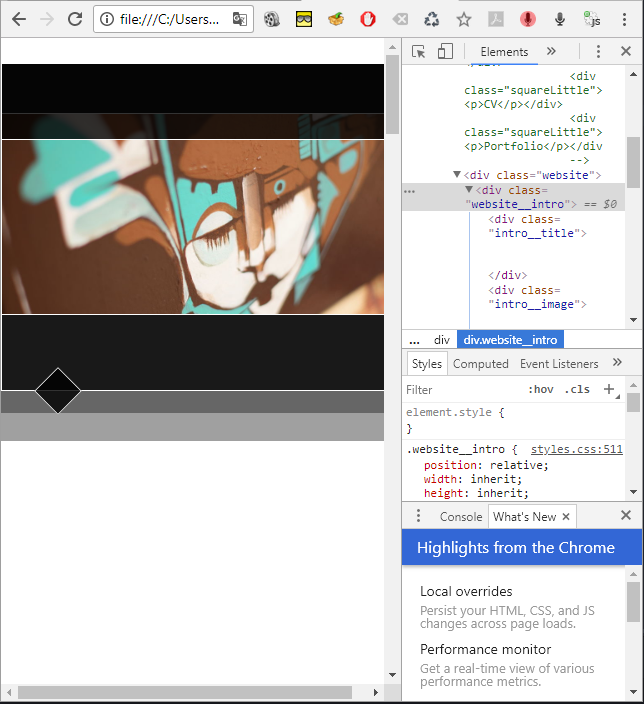 file:///C:/Users...
js
Elements
<div
class="squareLittle">
<p>CV</p></div>
<div
class="squareLittle">
<p>Portfolio</p></div
-->
▼<div class="website">
... ▼<div class=
"website__intro"> == $0
<div class=
"intro__title">
</div>
<div class=
"intro__image">
... div div.website__intro
Styles Computed Event Listeners »
Filter :hov .cls +
element.style {
}
.website__intro { styles.css:511
position: relative;
width: inherit;
height: inherit;
Console What's New ×
Highlights from the Chrome
Local overrides
Persist your HTML, CSS, and JS
changes across page loads.
Performance monitor
Get a real-time view of various
performance metrics.